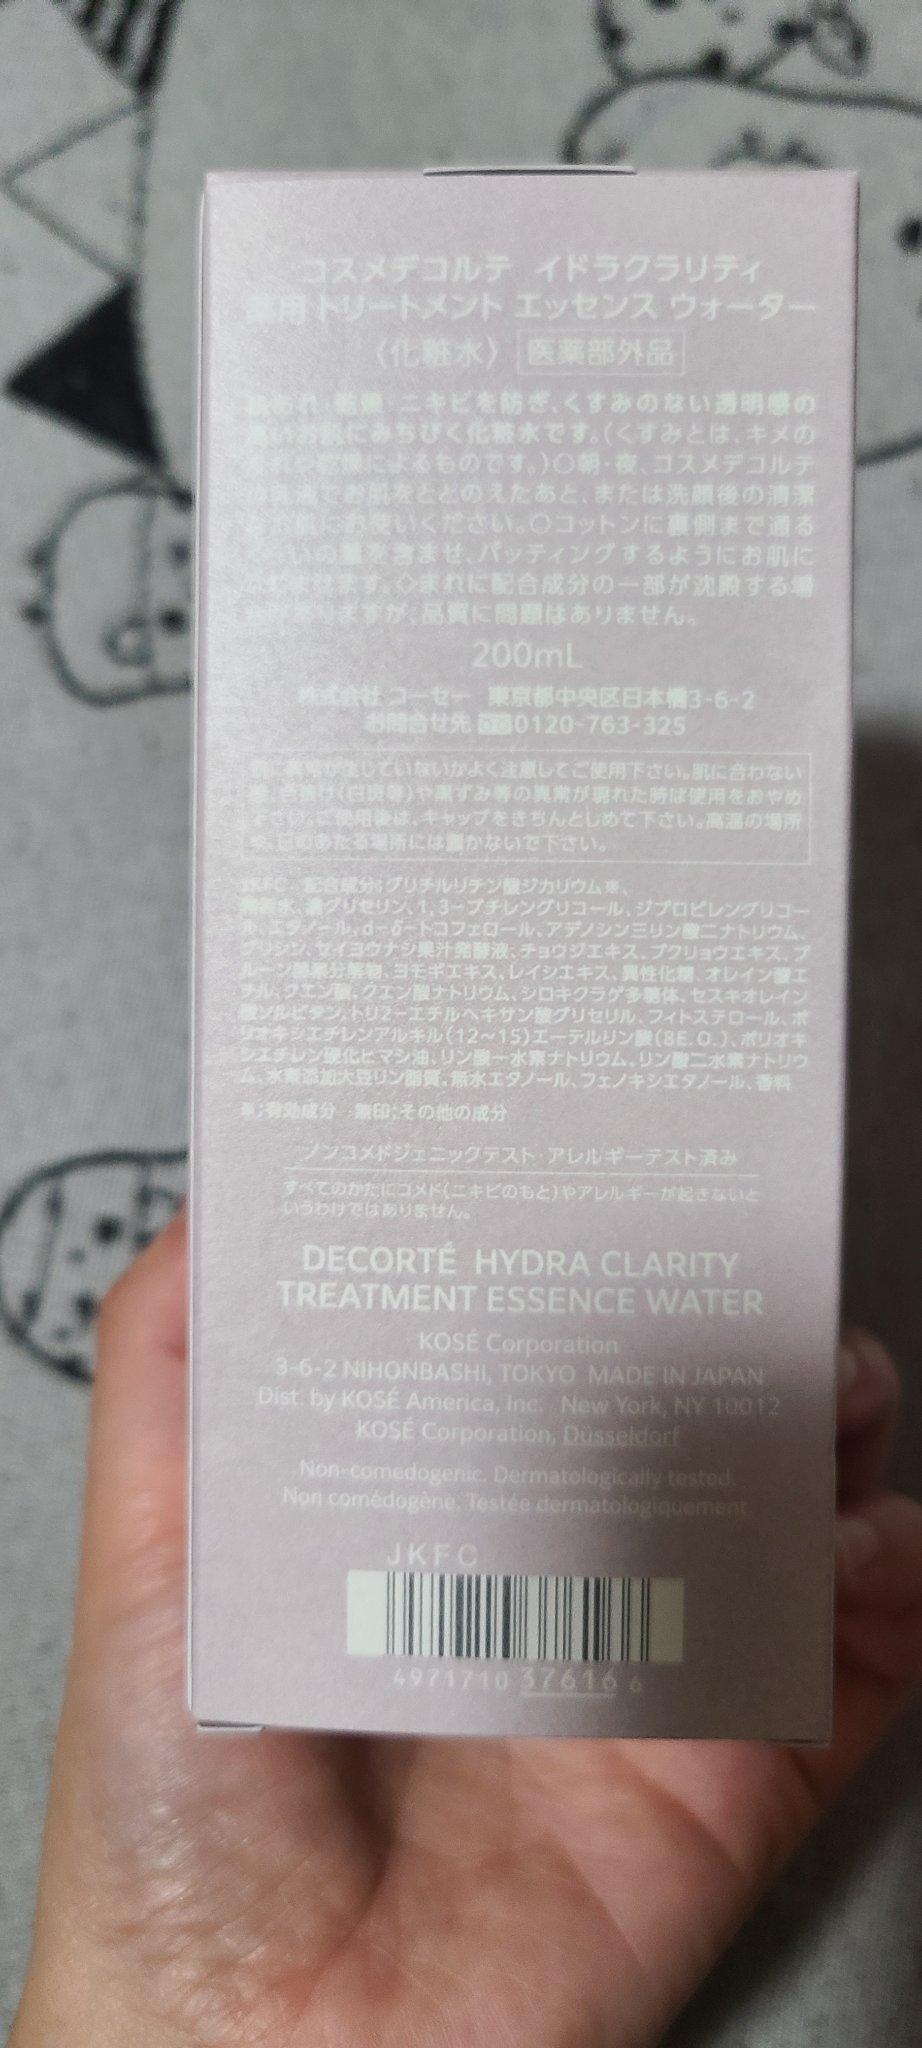 コスメデコルテ イドラクラリティ
薬用 トリートメント エッセンス ウォーター
〈化粧水〉 医薬部外品
肌あれ・乾燥・ニキビを防ぎ、くすみのない透明感の
高いお肌にみちびく化粧水です。(くすみとは、キメの
乱れや乾燥によるものです。)○朝・夜、コスメデコルテ
の乳液でお肌をととのえたあと、または洗顔後の清潔
なお肌にお使いください。○コットンに裏側まで通る
くらいの量を含ませ、パッティングするようにお肌に
なじませます。◇まれに配合成分の一部が沈殿する場
合がありますが、品質に問題はありません。
200mL
株式会社 コーセー 東京都中央区日本橋3-6-2
お問合せ先 0120-763-325
肌に異常が生じていないかよく注意してご使用下さい。肌に合わない
時、色抜け(白斑等)や黒ずみ等の異常が現れた時は使用をおやめ
下さい。ご使用後は、キャップをきちんとしめて下さい。高温の場所
や、日のあたる場所には置かないで下さい。
JKFC 配合成分:グリチルリチン酸ジカリウム※、
精製水、濃グリセリン、1,3-ブチレングリコール、ジプロピレングリコー
ル、エタノール、d-δ-トコフェロール、アデノシン三リン酸二ナトリウム、
グリシン、セイヨウナシ果汁発酵液、チョウジエキス、ブクリョウエキス、プ
ルーン酵素分解物、ヨモギエキス、レイシエキス、異性化糖、オレイン酸エ
チル、クエン酸、クエン酸ナトリウム、シロキクラゲ多糖体、セスキオレイン
酸ソルビタン、トリ2-エチルヘキサン酸グリセリル、フィトステロール、ポ
リオキシエチレンアルキル(12~15)エーテルリン酸(8E.O.)、ポリオキ
シエチレン硬化ヒマシ油、リン酸一水素ナトリウム、リン酸二水素ナトリウ
ム、水素添加大豆リン脂質、無水エタノール、フェノキシエタノール、香料
※:有効成分 無印:その他の成分
ノンコメドジェニックテスト・アレルギーテスト済み
すべてのかたにコメド(ニキビのもと)やアレルギーが起きないと
いうわけではありません。
DECORTÉ HYDRA CLARITY
TREATMENT ESSENCE WATER
KOSÉ Corporation
3-6-2 NIHONBASHI, TOKYO MADE IN JAPAN
Dist. by KOSÉ America, Inc. New York, NY 10012
KOSÉ Corporation, Düsseldorf
Non-comedogenic. Dermatologically tested.
Non comédogène. Testée dermatologiquement.
JKFC
4971710 37616 6